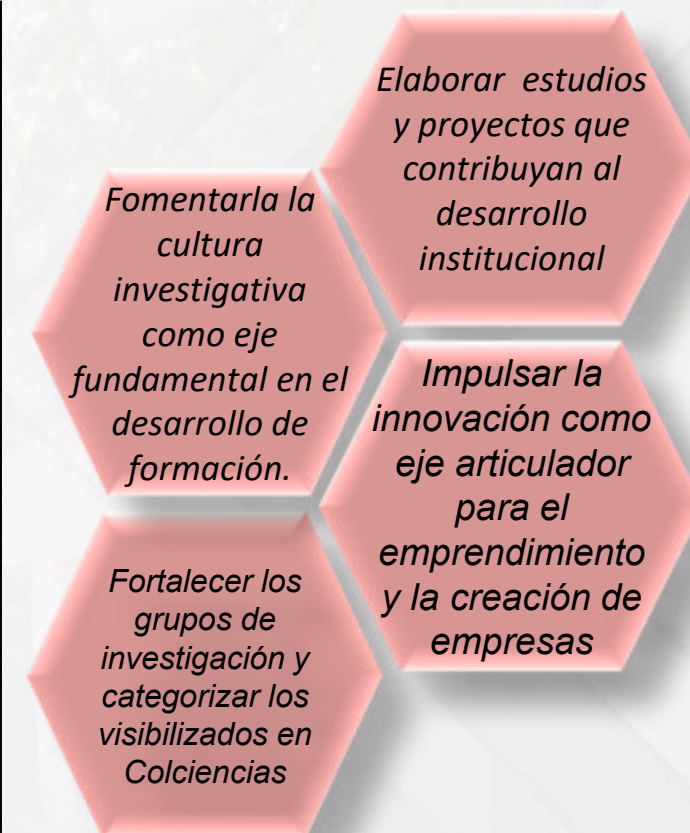 Elaborar estudios
y proyectos que
contribuyan al
desarrollo
institucional
Fomentarla la
cultura
investigativa
como eje
fundamental en el
desarrollo de
formación.
Impulsar la
innovación como
eje articulador
para el
emprendimiento
y la creación de
empresas
Fortalecer los
grupos de
investigación y
categorizar los
visibilizados en
Colciencias